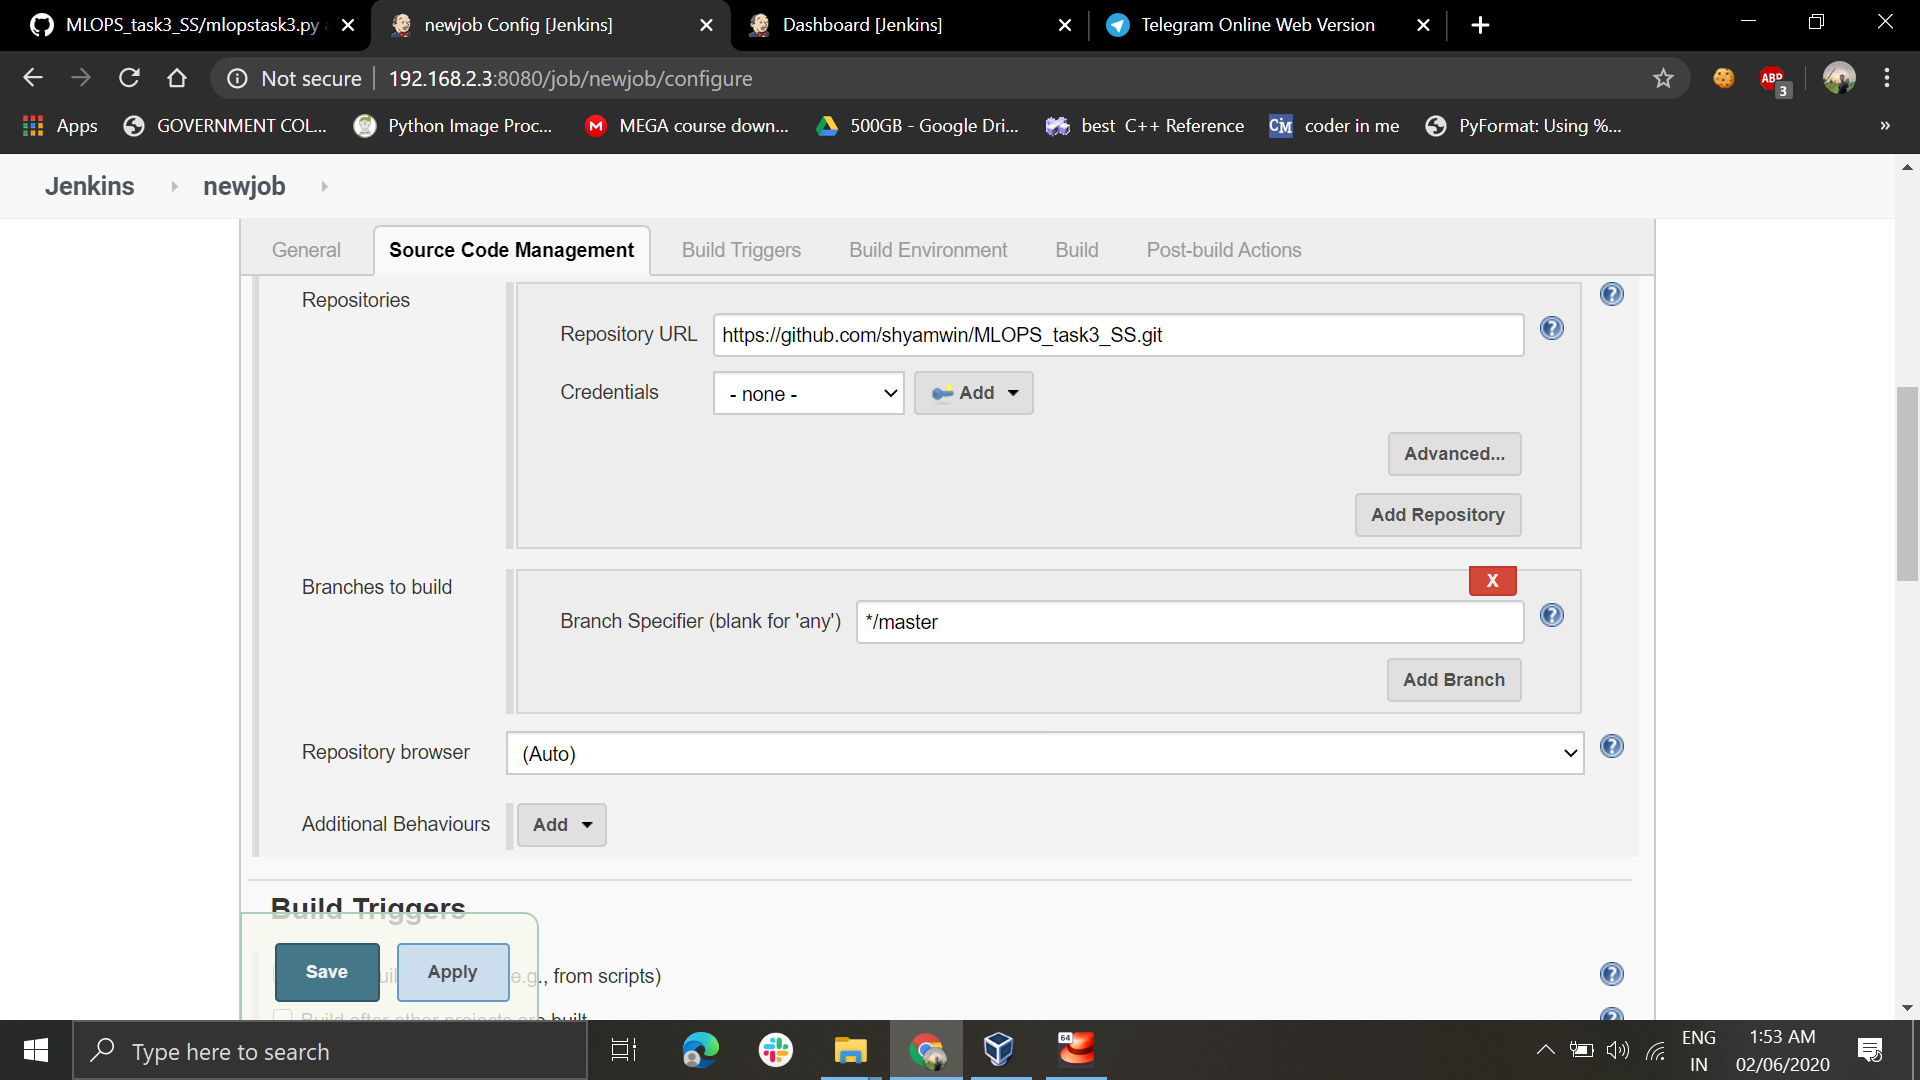 MLOPS_task3_SS/mlopstask3.py
newjob Config [Jenkins]
Dashboard [Jenkins]
Telegram Online Web Version
Not secure
192.168.2.3:8080/job/newjob/configure
ABP
3
Apps
GOVERNMENT COL...
Python Image Proc...
M
MEGA course down...
500GB - Google Dri...
best C++ Reference
CM
coder in me
PyFormat: Using %...
»
Jenkins
newjob
General
Source Code Management
Build Triggers
Build Environment
Build
Post-build Actions
Repositories
Repository URL
https://github.com/shyamwin/MLOPS_task3_SS.git
Credentials
- none -
Add
Advanced...
Add Repository
Branches to build
X
Branch Specifier (blank for 'any')
*/master
Add Branch
Repository browser
(Auto)
Additional Behaviours
Add
Build Triggers
Save
Apply
e.g., from scripts)
Build after other projects are built
Type here to search
64
ENG
IN
1:53 AM
02/06/2020